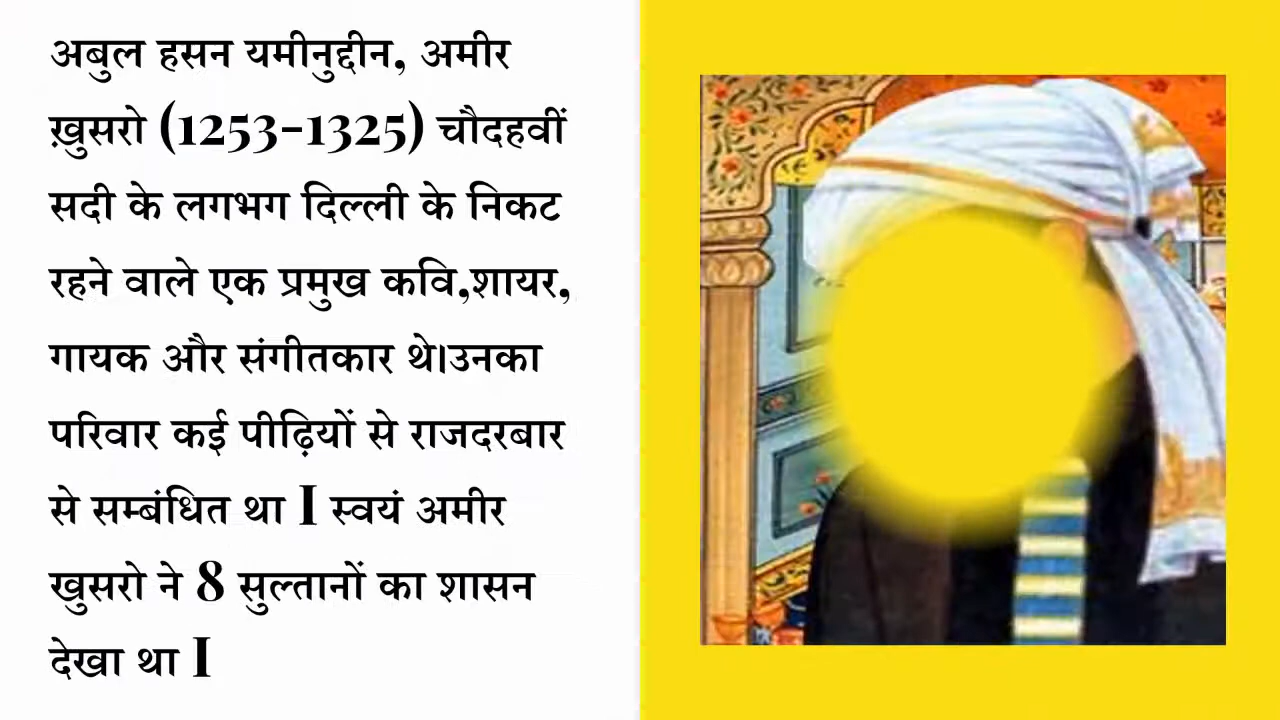 अबुल हसन यमीनुद्दीन, अमीर
ख़ुसरो (1253-1325) चौदहवीं
सदी के लगभग दिल्ली के निकट
रहने वाले एक प्रमुख कवि,शायर,
गायक और संगीतकार थे।उनका
परिवार कई पीढ़ियों से राजदरबार
से सम्बंधित था I स्वयं अमीर
खुसरो ने 8 सुल्तानों का शासन
देखा था I